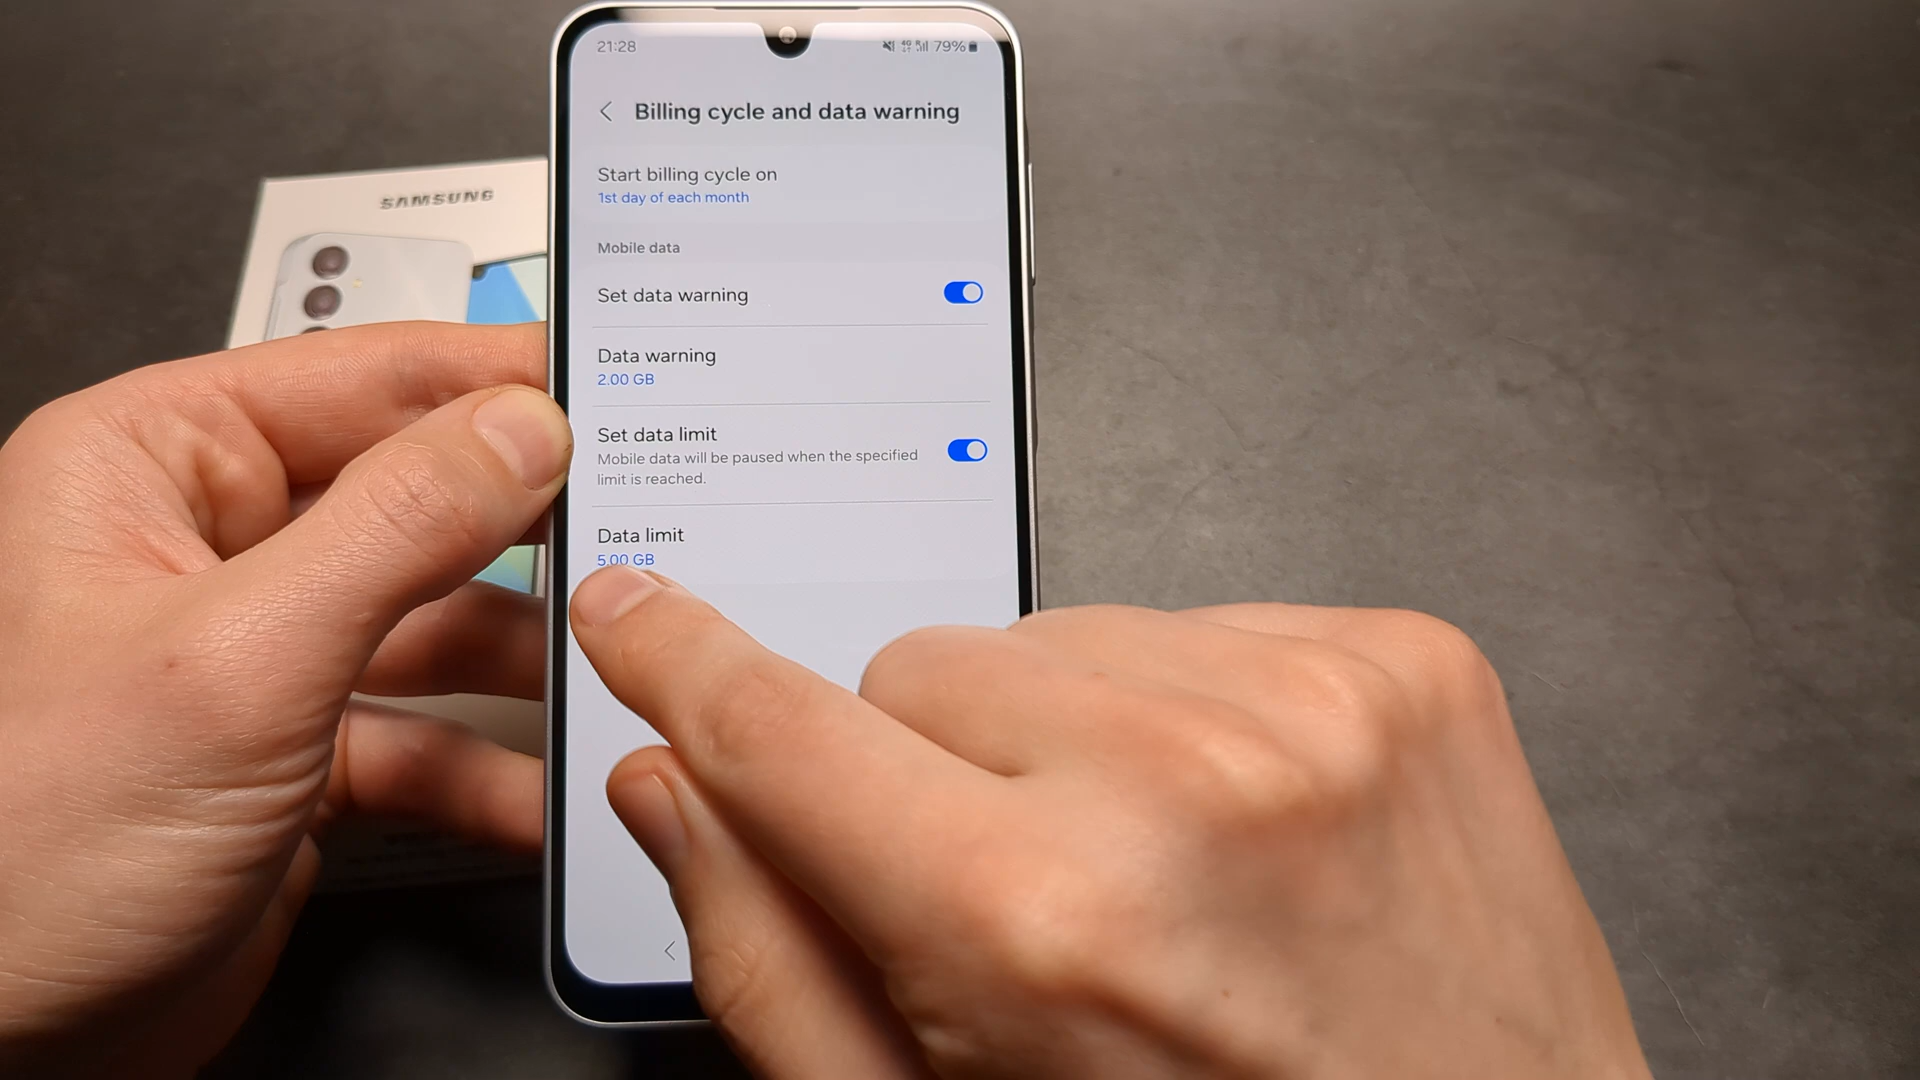 21:28
4G
79%
Billing cycle and data warning
Start billing cycle on
1st day of each month
Mobile data
Set data warning
Data warning
2.00 GB
Set data limit
Mobile data will be paused when the specified
limit is reached.
Data limit
5.00 GB
SAMSUNG